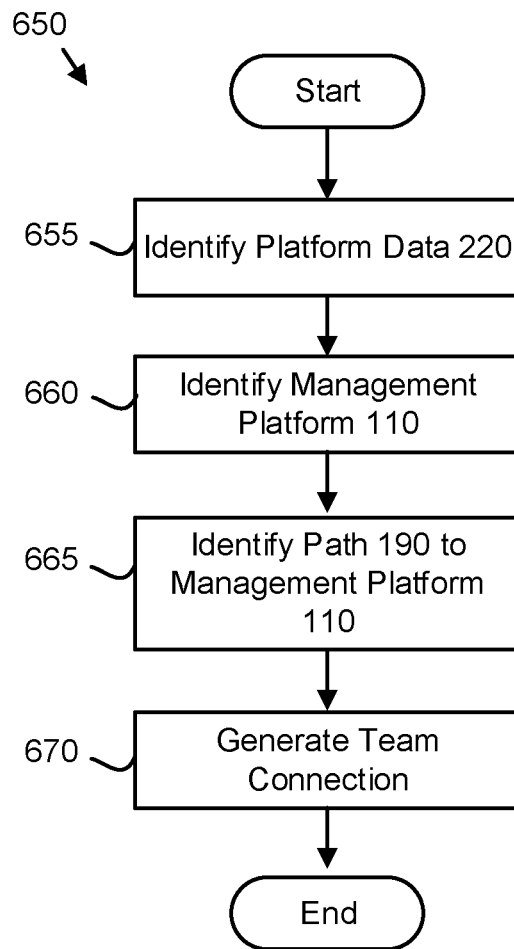 650
Start
655
Identify Platform Data 220
660
Identify Management
Platform 110
665
Identify Path 190 to
Management Platform
110
670
Generate Team
Connection
End